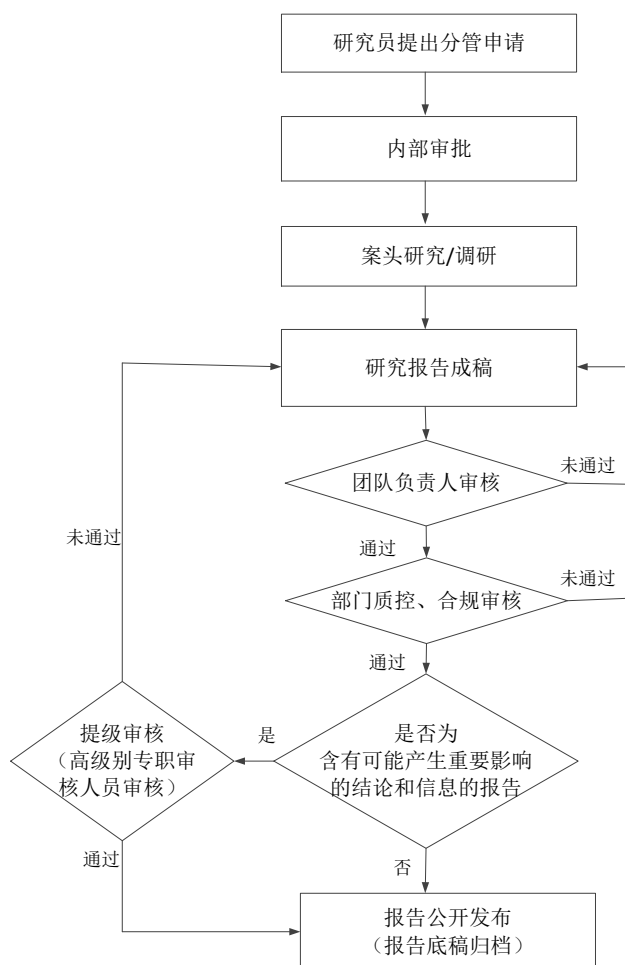 研究员提出分管申请
内部审批
案头研究/调研
研究报告成稿
团队负责人审核
未通过
未通过
通过
部门质控、合规审核
未通过
通过
提级审核
（高级别专职审
核人员审核）
是
是否为
含有可能产生重要影响
的结论和信息的报告
通过
否
报告公开发布
（报告底稿归档）